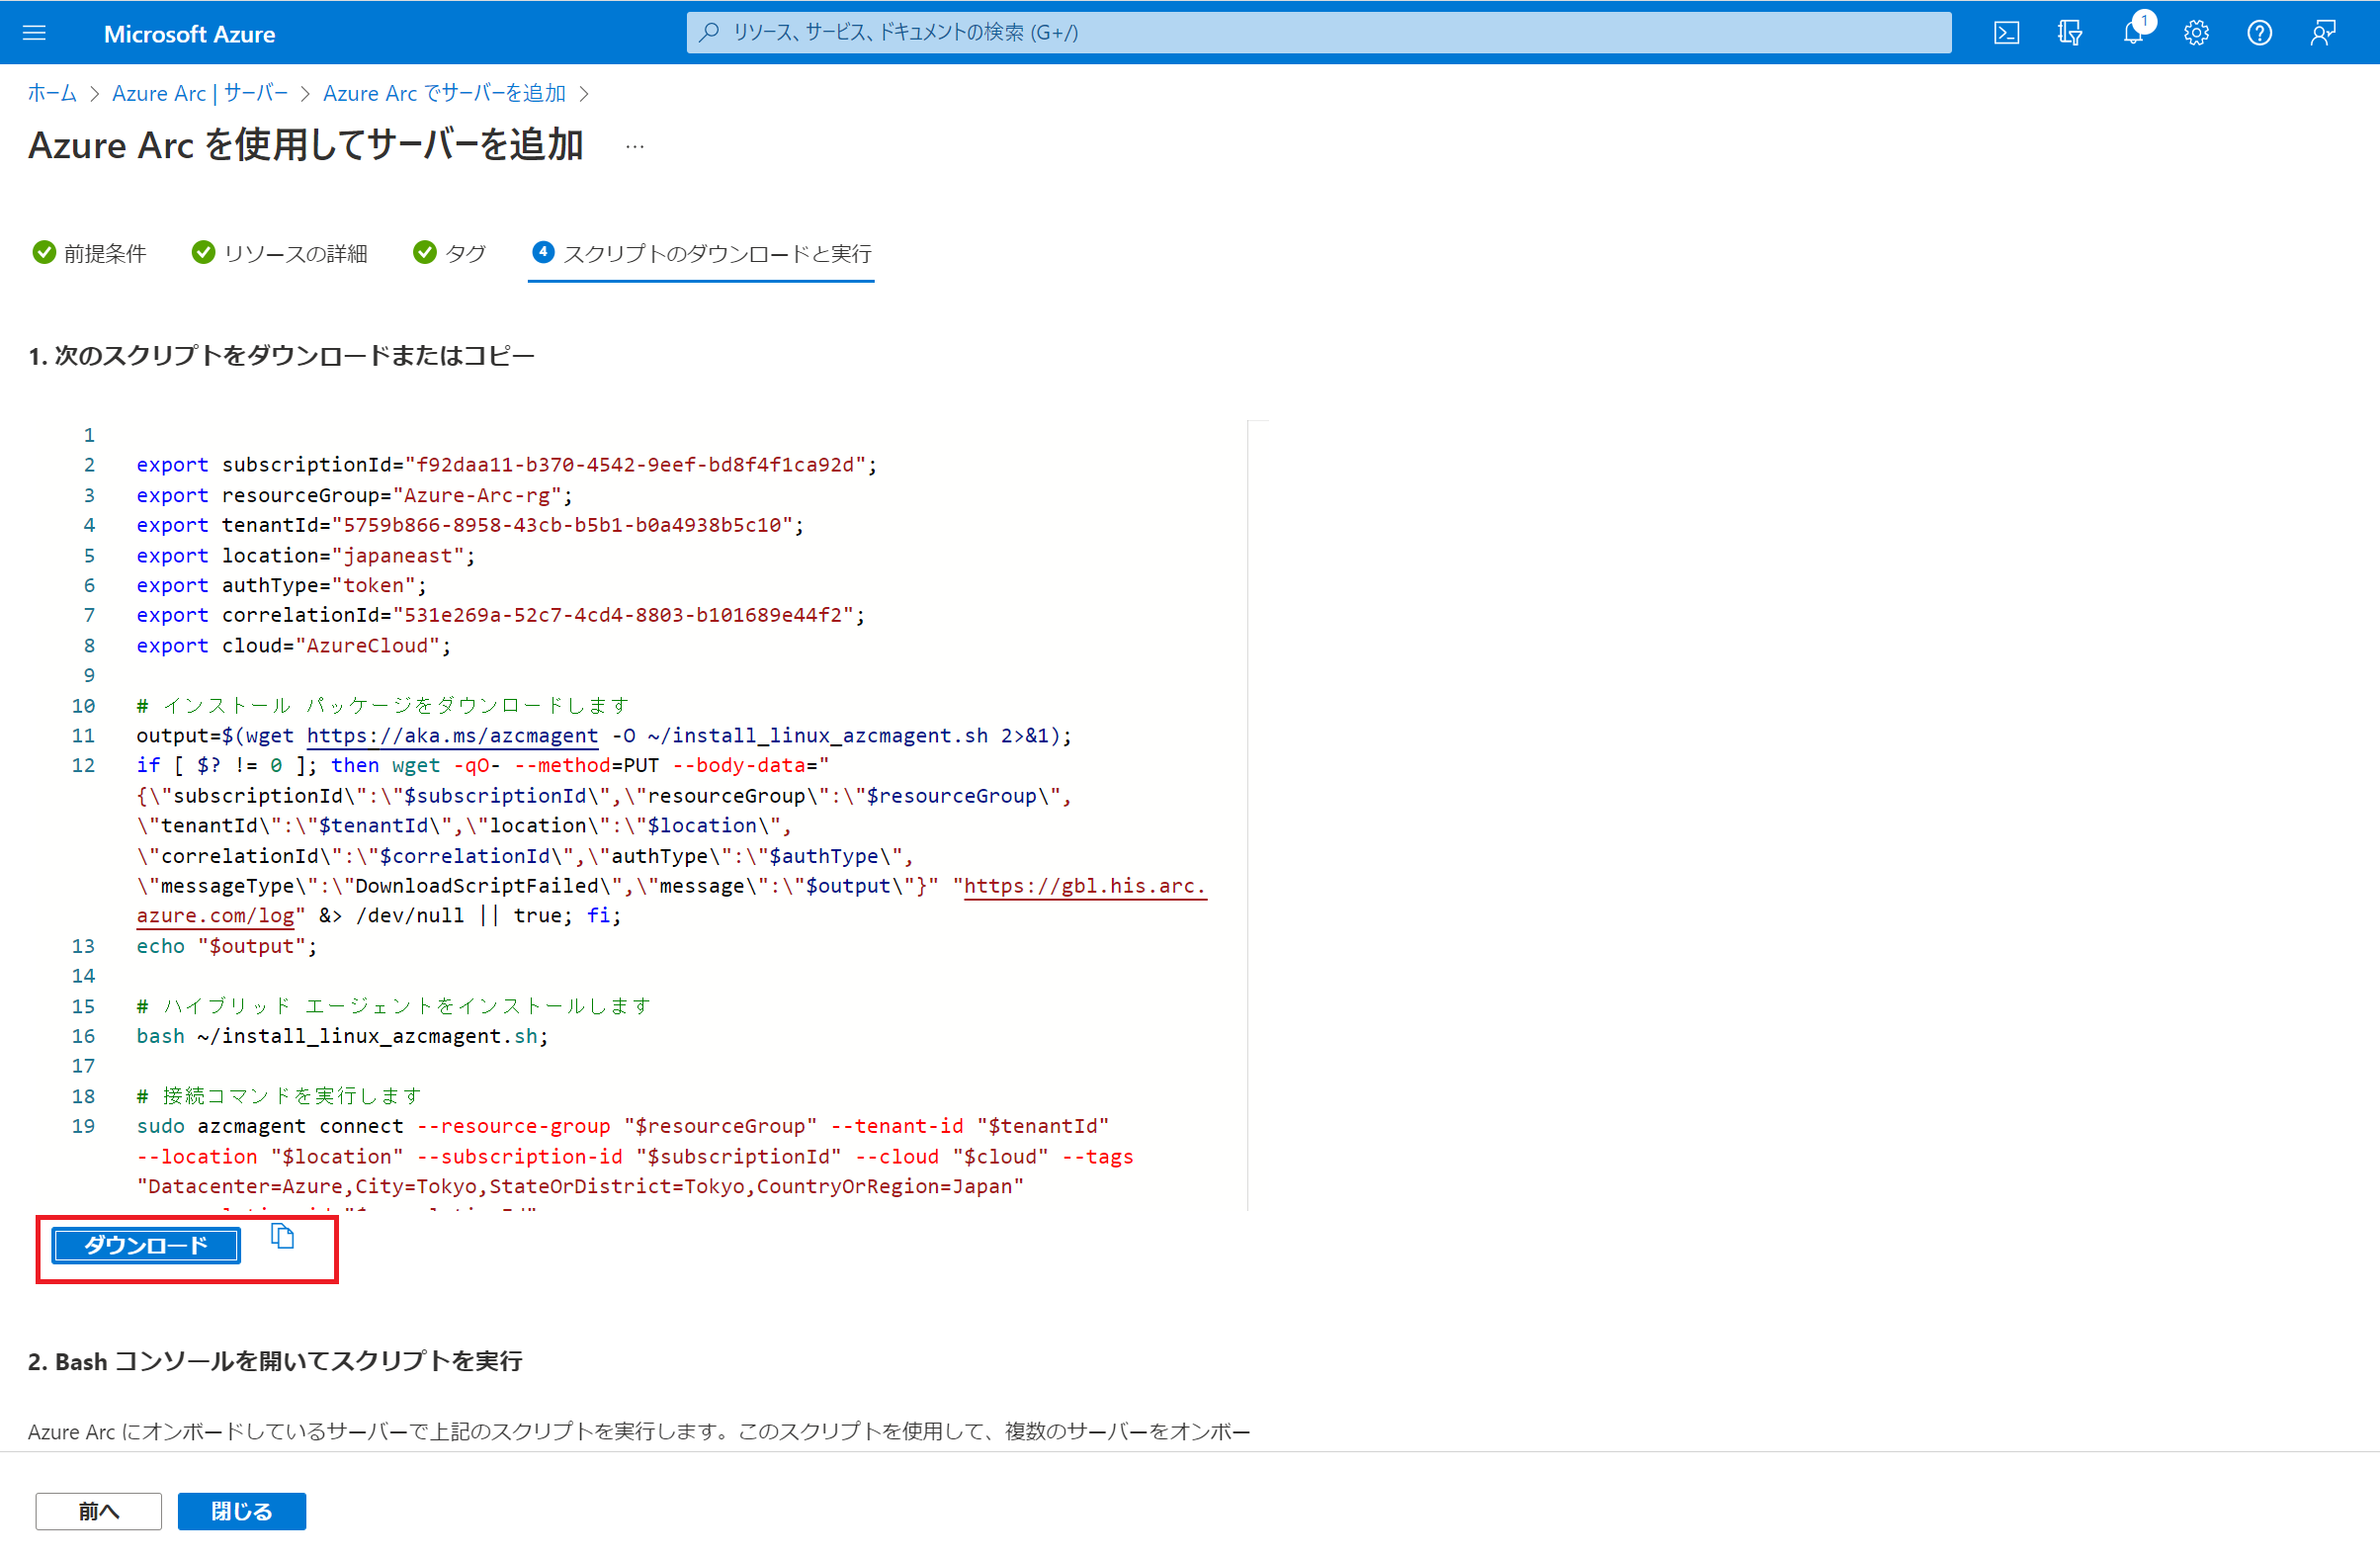 Microsoft Azure
リソース、サービス、ドキュメントの検索 (G+/)
1
ホーム > Azure Arc | サーバー > Azure Arc でサーバーを追加 >
Azure Arc を使用してサーバーを追加 ...
前提条件 リソースの詳細 タグ 4 スクリプトのダウンロードと実行
1. 次のスクリプトをダウンロードまたはコピー
1
2 export subscriptionId="f92daa11-b370-4542-9eef-bd8f4f1ca92d";
3 export resourceGroup="Azure-Arc-rg";
4 export tenantId="5759b866-8958-43cb-b5b1-b0a4938b5c10";
5 export location="japaneast";
6 export authType="token";
7 export correlationId="531e269a-52c7-4cd4-8803-b101689e44f2";
8 export cloud="AzureCloud";
9
10 # インストール パッケージをダウンロードします
11 output=$(wget https://aka.ms/azcmagent -O ~/install_linux_azcmagent.sh 2>&1);
12 if [ $? != 0 ]; then wget -qO- --method=PUT --body-data="
{\"subscriptionId\":\"$subscriptionId\",\"resourceGroup\":\"$resourceGroup\",
\"tenantId\":\"$tenantId\",\"location\":\"$location\",
\"correlationId\":\"$correlationId\",\"authType\":\"$authType\",
\"messageType\":\"DownloadScriptFailed\",\"message\":\"$output\"}" "https://gbl.his.arc.
azure.com/log" &> /dev/null || true; fi;
13 echo "$output";
14
15 # ハイブリッド エージェントをインストールします
16 bash ~/install_linux_azcmagent.sh;
17
18 # 接続コマンドを実行します
19 sudo azcmagent connect --resource-group "$resourceGroup" --tenant-id "$tenantId"
--location "$location" --subscription-id "$subscriptionId" --cloud "$cloud" --tags
"Datacenter=Azure,City=Tokyo,StateOrDistrict=Tokyo,CountryOrRegion=Japan"
ダウンロード
2. Bash コンソールを開いてスクリプトを実行
Azure Arc にオンボードしているサーバーで上記のスクリプトを実行します。このスクリプトを使用して、複数のサーバーをオンボー
前へ 閉じる